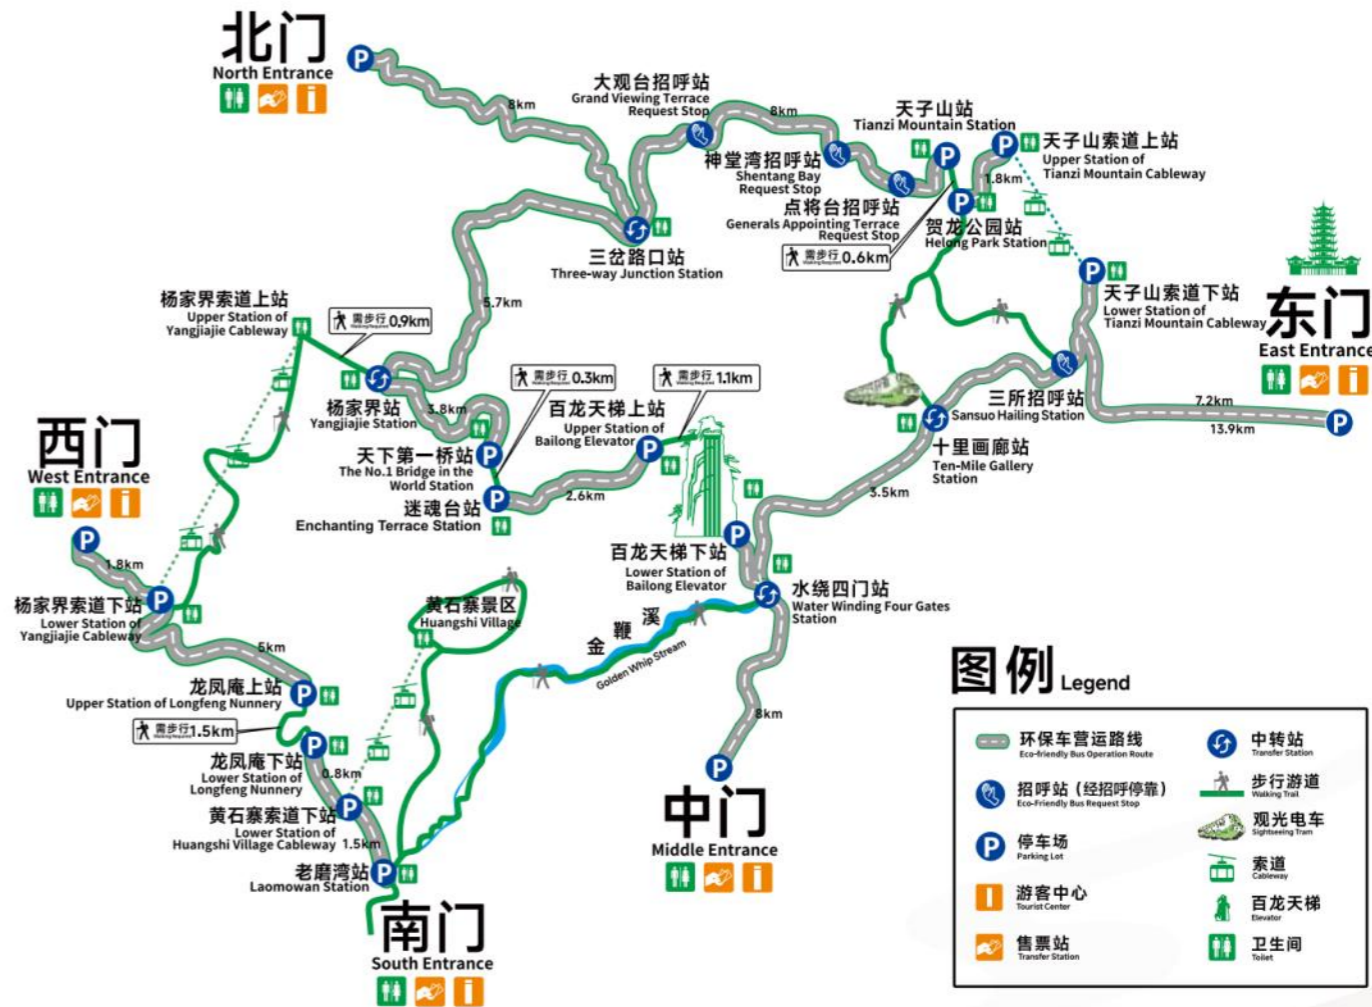 北门
North Entrance
8km
大观台招呼站
Grand Viewing Terrace
Request Stop
8km
天子山站
Tianzi Mountain Station
天子山索道上站
Upper Station of
Tianzi Mountain Cableway
1.8km
神堂湾招呼站
Shentang Bay
Request Stop
点将台招呼站
Generals Appointing Terrace
Request Stop
需步行 0.6km
Walking Required
贺龙公园站
Helong Park Station
三岔路口站
Three-way Junction Station
天子山索道下站
Lower Station of
Tianzi Mountain Cableway
东门
East Entrance
杨家界索道上站
Upper Station of
Yangjiajie Cableway
需步行 0.9km
Walking Required
5.7km
杨家界站
Yangjiajie Station
3.8km
需步行 0.3km
Walking Required
需步行 1.1km
Walking Required
百龙天梯上站
Upper Station of
Bailong Elevator
三所招呼站
Sansuo Hailing Station
7.2km
13.9km
西门
West Entrance
天下第一桥站
The No.1 Bridge in the
World Station
十里画廊站
Ten-Mile Gallery
Station
迷魂台站
Enchanting Terrace Station
2.6km
3.5km
1.8km
杨家界索道下站
Lower Station of
Yangjiajie Cableway
百龙天梯下站
Lower Station of
Bailong Elevator
水绕四门站
Water Winding Four Gates
Station
黄石寨景区
Huangshi Village
金鞭溪
Golden Whip Stream
5km
龙凤庵上站
Upper Station of Longfeng Nunnery
需步行 1.5km
Walking Required
龙凤庵下站
Lower Station of
Longfeng Nunnery
0.8km
8km
黄石寨索道下站
Lower Station of
Huangshi Village Cableway
1.5km
老磨湾站
Laomowan Station
中门
Middle Entrance
南门
South Entrance
图例 Legend
环保车营运路线
Eco-friendly Bus Operation Route
中转站
Transfer Station
招呼站（经招呼停靠）
Eco-Friendly Bus Request Stop
步行游道
Walking Trail
停车场
Parking Lot
观光电车
Sightseeing Tram
游客中心
Tourist Center
索道
Cableway
百龙天梯
Elevator
售票站
Transfer Station
卫生间
Toilet